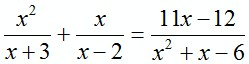 x²/(x + 3) + x/(x − 2) = (11x − 12)/(x² + x − 6)